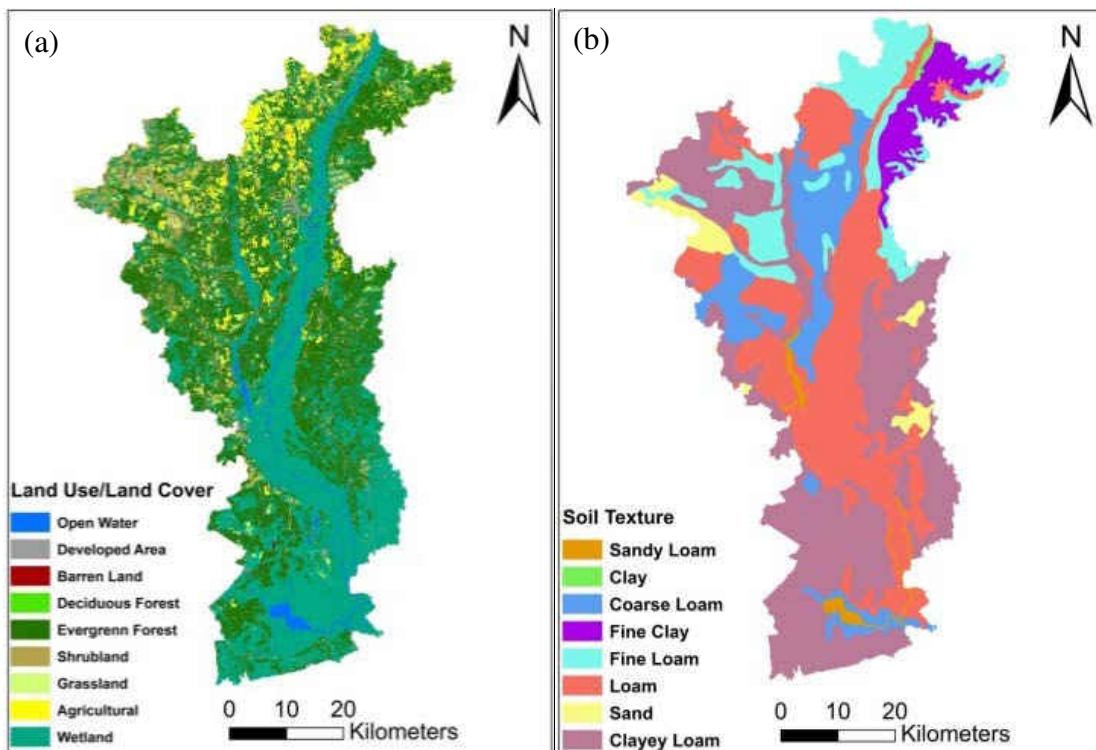 (a)
N
Land Use/Land Cover
Open Water
Developed Area
Barren Land
Deciduous Forest
Evergrenn Forest
Shrubland
Grassland
Agricultural
Wetland
0 10 20
Kilometers
(b)
N
Soil Texture
Sandy Loam
Clay
Coarse Loam
Fine Clay
Fine Loam
Loam
Sand
Clayey Loam
0 10 20
Kilometers